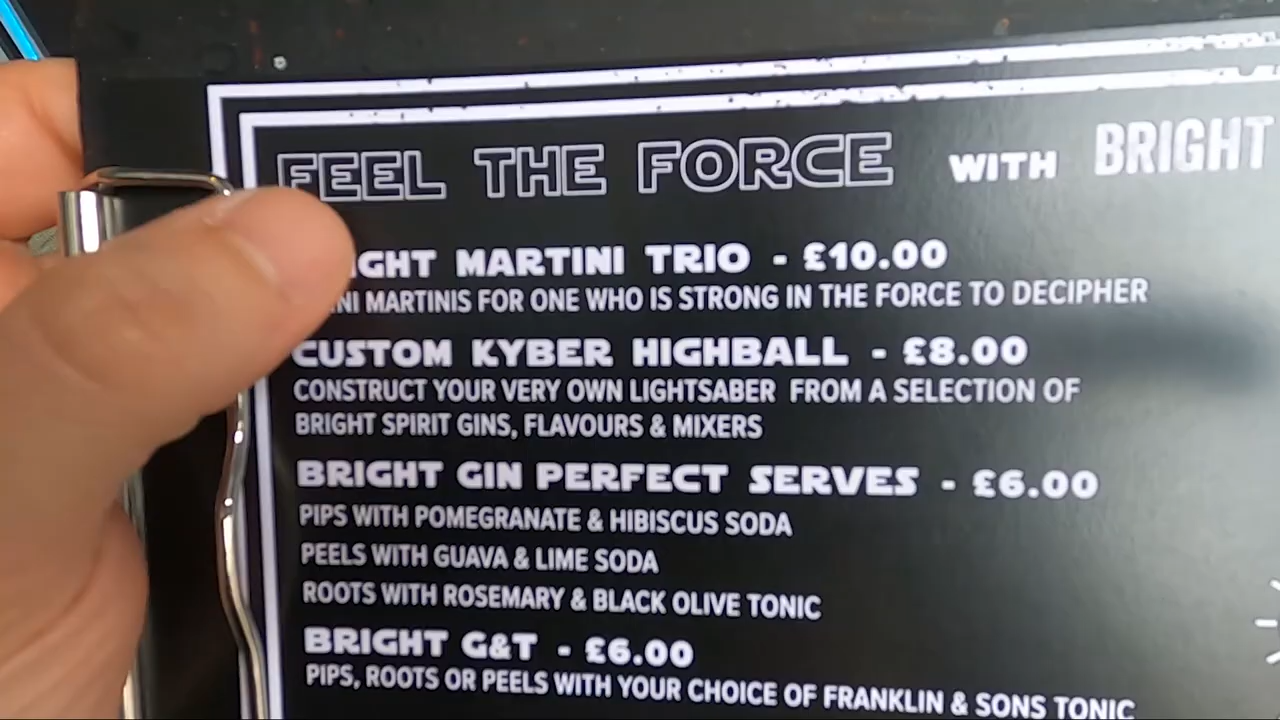 FEEL THE FORCE WITH BRIGHT
MARTINI TRIO - £10.00
MARTINIS FOR ONE WHO IS STRONG IN THE FORCE TO DECIPHER
CUSTOM KYBER HIGHBALL - £8.00
CONSTRUCT YOUR VERY OWN LIGHTSABER FROM A SELECTION OF
BRIGHT SPIRIT GINS, FLAVOURS & MIXERS
BRIGHT GIN PERFECT SERVES - £6.00
PIPS WITH POMEGRANATE & HIBISCUS SODA
PEELS WITH GUAVA & LIME SODA
ROOTS WITH ROSEMARY & BLACK OLIVE TONIC
BRIGHT G&T - £6.00
PIPS, ROOTS OR PEELS WITH YOUR CHOICE OF FRANKLIN & SONS TONIC